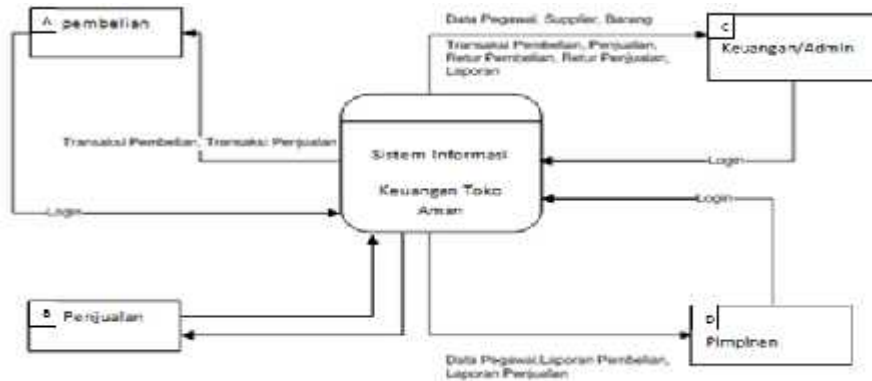 A pembelian
Data Pegawai, Supplier, Barang
Transaksi Pembelian, Penjualan,
Retur Pembelian, Retur Penjualan,
Laporan
C
Keuangan/Admin
Transaksi Pembelian, Transaksi Penjualan
Sistem Informasi
Keuangan Toko
Aman
Login
Login
Login
B Penjualan
D
Pimpinan
Data Pegawai,Laporan Pembelian,
Laporan Penjualan